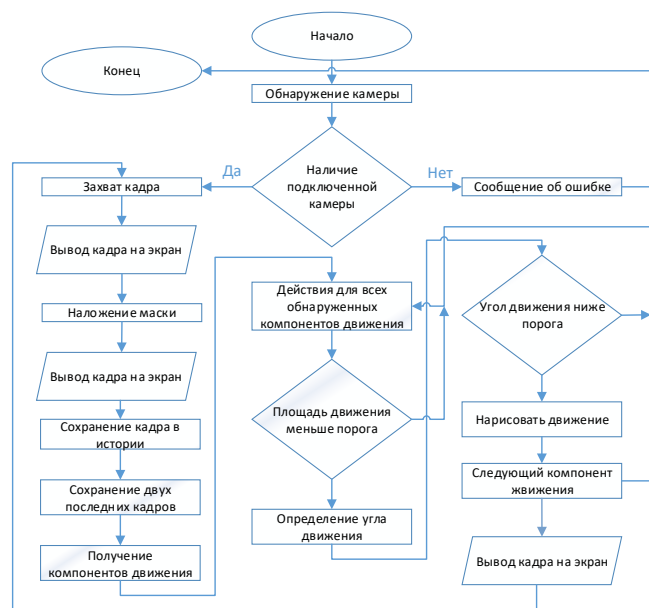 Начало
Конец
Обнаружение камеры
Наличие
подключенной
камеры
Да
Нет
Захват кадра
Сообщение об ошибке
Вывод кадра на экран
Наложение маски
Вывод кадра на экран
Сохранение кадра в
истории
Сохранение двух
последних кадров
Получение
компонентов движения
Действия для всех
обнаруженных
компонентов движения
Площадь движения
меньше порога
Определение угла
движения
Угол движения ниже
порога
Нарисовать движение
Следующий компонент
жвижения
Вывод кадра на экран